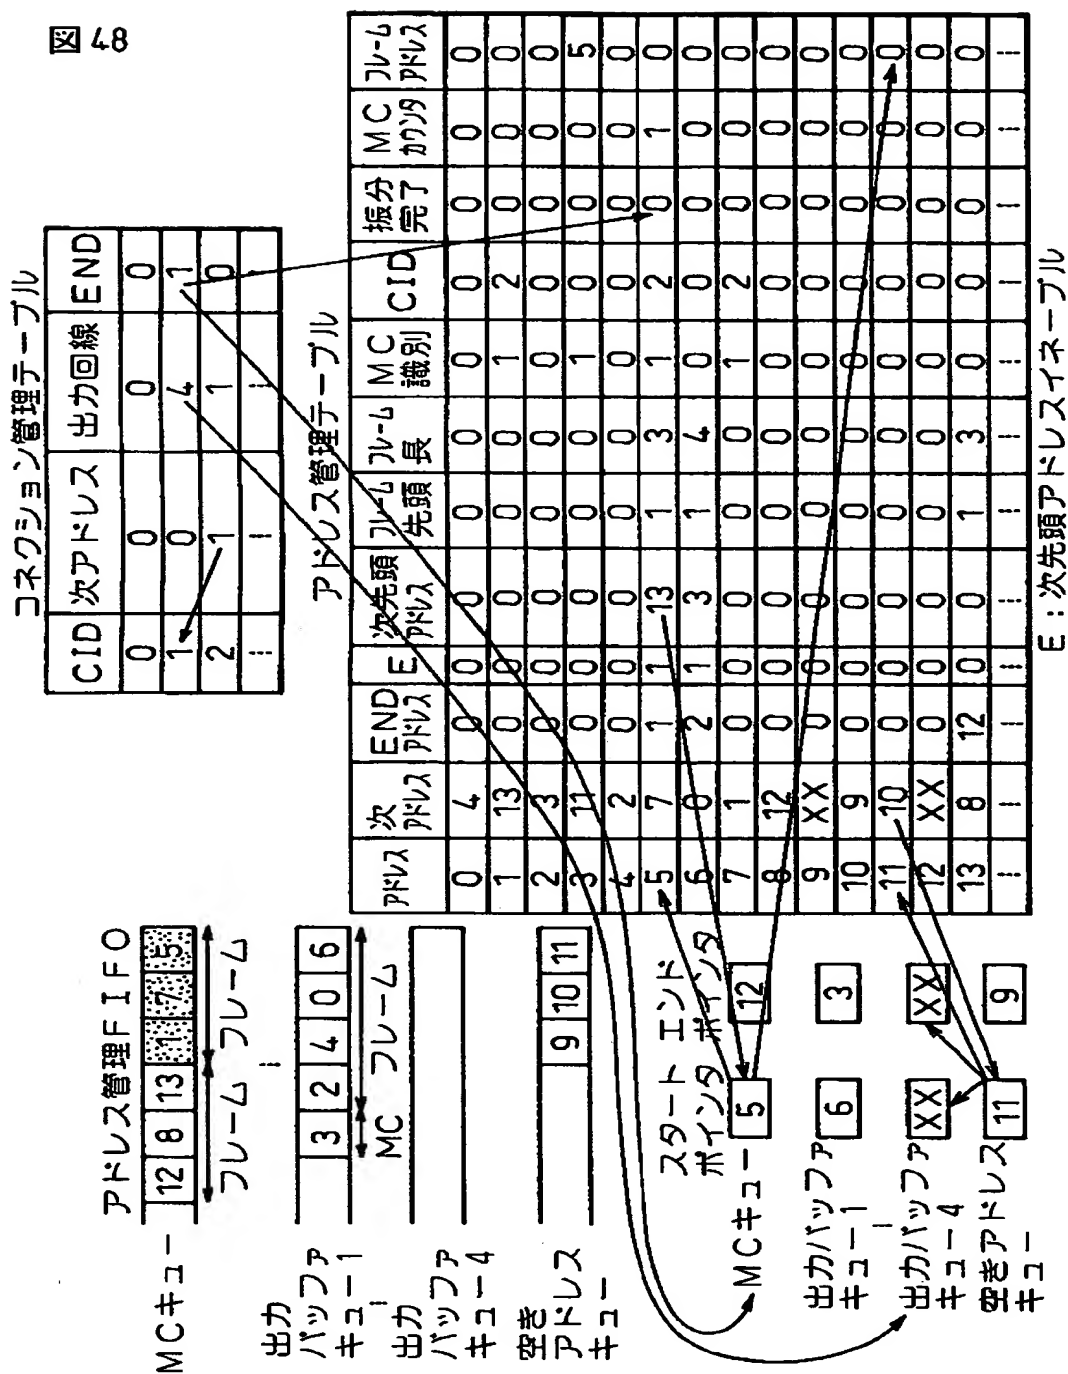 図 48
コネクション管理テーブル
CID 次アドレス 出力回線 END
0 0 0 0
1 0 4 1
2 1 1 0
アドレス管理FIFO
MCキュー 12 8 13 1 7 5
フレーム フレーム
出力バッファキュー1 3 2 4 0 6
MC フレーム
出力バッファキュー4
空きアドレスキュー 9 10 11
アドレス管理テーブル
アドレス 次アドレス ENDアドレス E 次先頭アドレス フレーム先頭 フレーム長 MC識別 CID 振分完了 MCカウンタ フレームアドレス
0 4 0 0 0 0 0 0 0 0 0 0
1 13 0 0 0 0 0 1 2 0 0 0
2 3 0 0 0 0 0 0 0 0 0 0
3 11 0 0 0 0 0 1 0 0 0 5
4 2 0 0 0 0 0 0 0 0 0 0
5 7 1 1 13 1 3 1 2 0 1 0
6 0 2 1 3 1 4 0 0 0 0 0
7 1 0 0 0 0 0 1 2 0 0 0
8 12 0 0 0 0 0 0 0 0 0 0
9 XX 0 0 0 0 0 0 0 0 0 0
10 9 0 0 0 0 0 0 0 0 0 0
11 10 0 0 0 0 0 0 0 0 0 0
12 XX 0 0 0 0 0 0 0 0 0 0
13 8 12 0 0 1 3 0 0 0 0 0
スタートポインタ エンドポインタ
MCキュー 5 12
出力バッファキュー1 6 3
出力バッファキュー4 XX XX
空きアドレスキュー 11 9
E：次先頭アドレスイネーブル